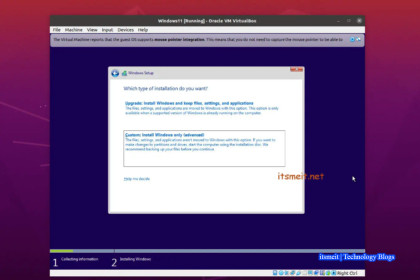 Windows11 [Running] - Oracle VM VirtualBox
File Machine View Input Devices Help
The Virtual Machine reports that the guest OS supports mouse pointer integration. This means that you do not need to capture the mouse pointer to be able to
Windows Setup
Which type of installation do you want?
Upgrade: Install Windows and keep files, settings, and applications
The files, settings, and applications are moved to Windows with this option. This option is only
available when a supported version of Windows is already running on the computer.
Custom: Install Windows only (advanced)
The files, settings, and applications aren't moved to Windows with this option. If you want to
make changes to partitions and drives, start the computer using the installation disc. We
recommend backing up your files before you continue
Help me decide
itsmeit.net
1 Collecting information 2 Installing Windows
itsmeit | Technology Blogs
Right Ctrl